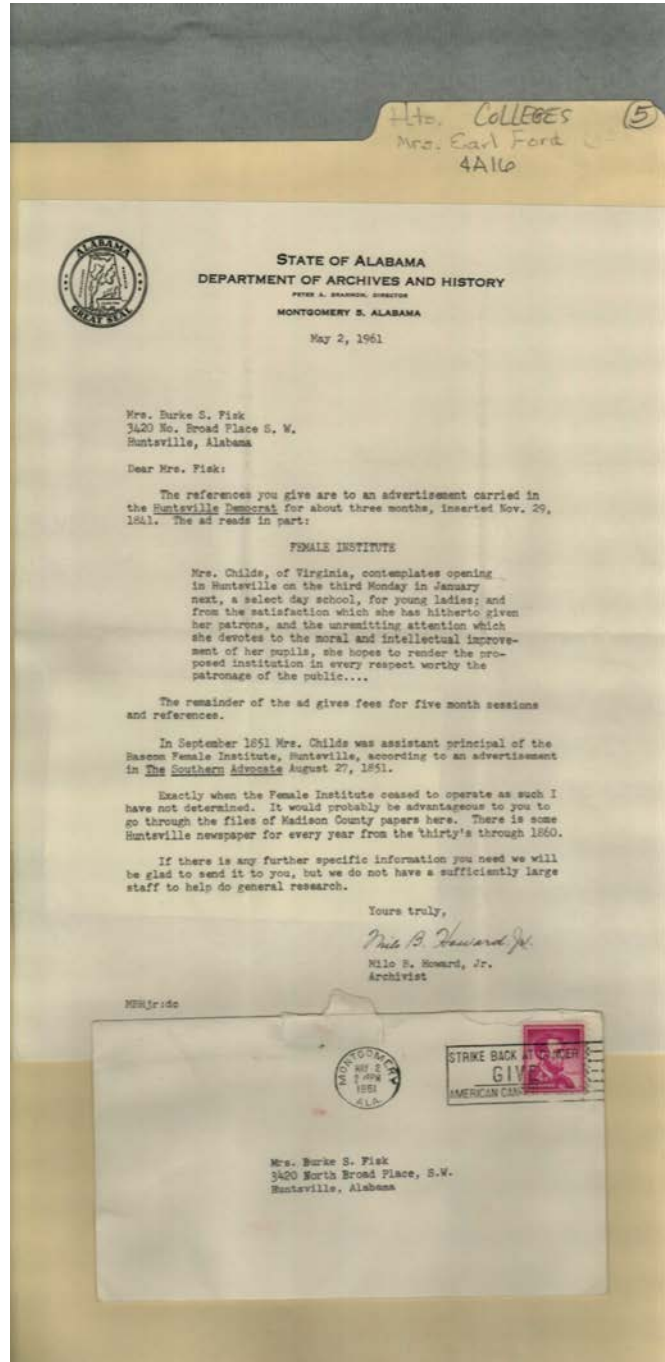 Hto. COLLEGES (5)
Mrs. Earl Ford
4A16
ALABAMA
GREAT SEAL
STATE OF ALABAMA
DEPARTMENT OF ARCHIVES AND HISTORY
PETER A. BRANNON, DIRECTOR
MONTGOMERY 5, ALABAMA
May 2, 1961
Mrs. Burke S. Fisk
3420 No. Broad Place S. W.
Huntsville, Alabama
Dear Mrs. Fisk:
The references you give are to an advertisement carried in
the Huntsville Democrat for about three months, inserted Nov. 29,
1841. The ad reads in part:
FEMALE INSTITUTE
Mrs. Childs, of Virginia, contemplates opening
in Huntsville on the third Monday in January
next, a select day school, for young ladies; and
from the satisfaction which she has hitherto given
her patrons, and the unremitting attention which
she devotes to the moral and intellectual improve-
ment of her pupils, she hopes to render the pro-
posed institution in every respect worthy the
patronage of the public....
The remainder of the ad gives fees for five month sessions
and references.
In September 1851 Mrs. Childs was assistant principal of the
Bascom Female Institute, Huntsville, according to an advertisement
in The Southern Advocate August 27, 1851.
Exactly when the Female Institute ceased to operate as such I
have not determined. It would probably be advantageous to you to
go through the files of Madison County papers here. There is some
Huntsville newspaper for every year from the thirty's through 1860.
If there is any further specific information you need we will
be glad to send it to you, but we do not have a sufficiently large
staff to help do general research.
Yours truly,
Milo B. Howard, Jr.
Milo B. Howard, Jr.
Archivist
MBHjr:dc
MONTGOMERY
MAY 2
PM
1961
ALA.
STRIKE BACK AT CANCER
GIVE
AMERICAN CAN
Mrs. Burke S. Fisk
3420 North Broad Place, S.W.
Huntsville, Alabama